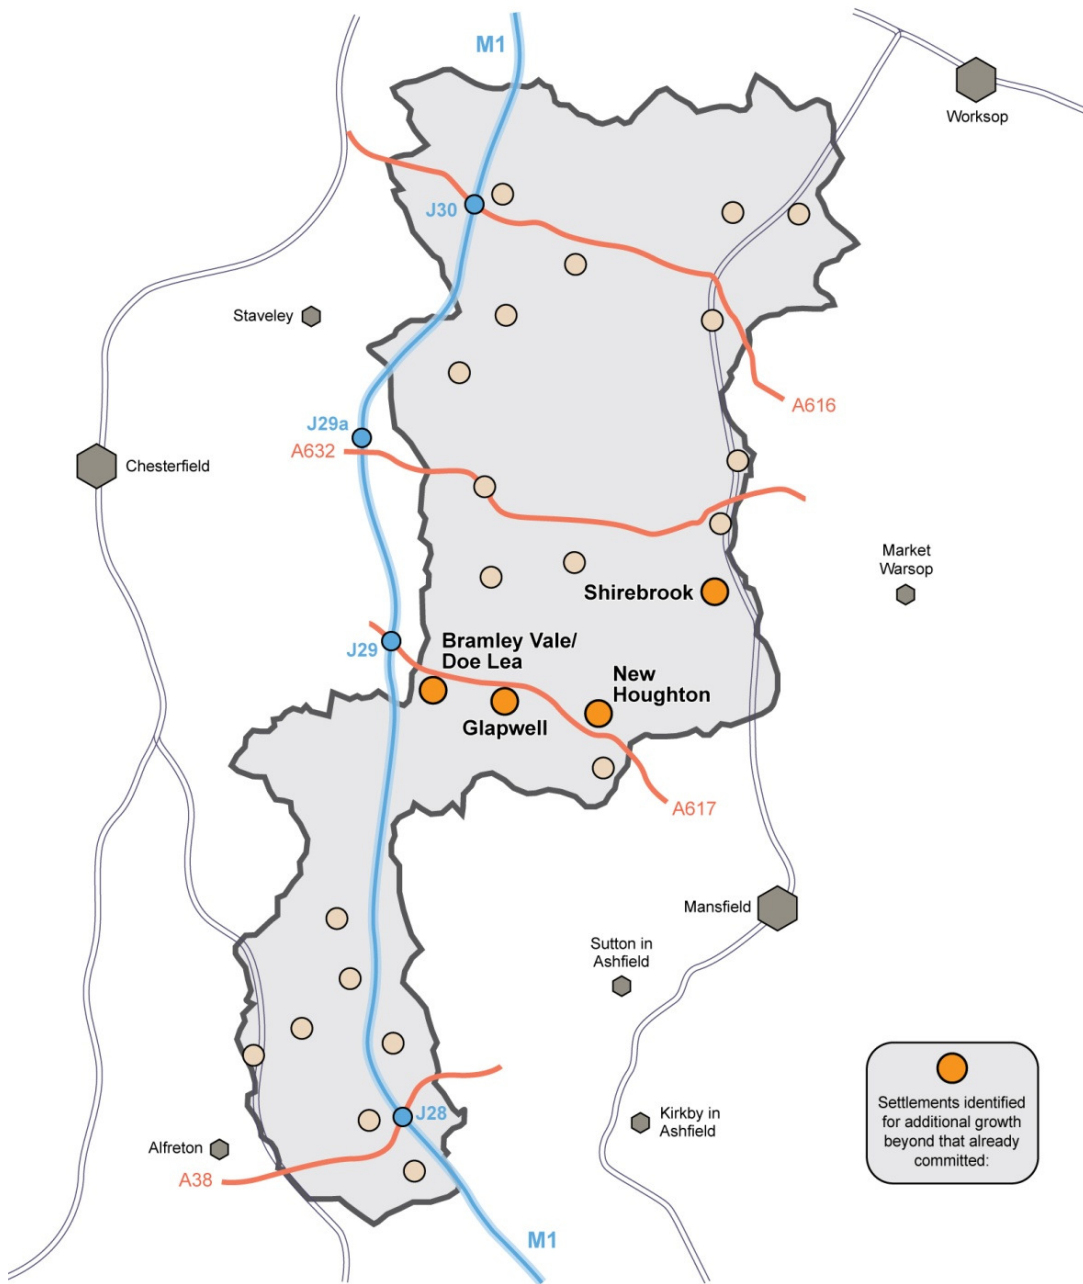 M1
Worksop
J30
Staveley
J29a
A616
A632
Chesterfield
Market
Warsop
Shirebrook
Bramley Vale/
Doe Lea
J29
New
Houghton
Glapwell
A617
Mansfield
Sutton in
Ashfield
Settlements identified
for additional growth
beyond that already
committed:
J28
Kirkby in
Ashfield
Alfreton
A38
M1